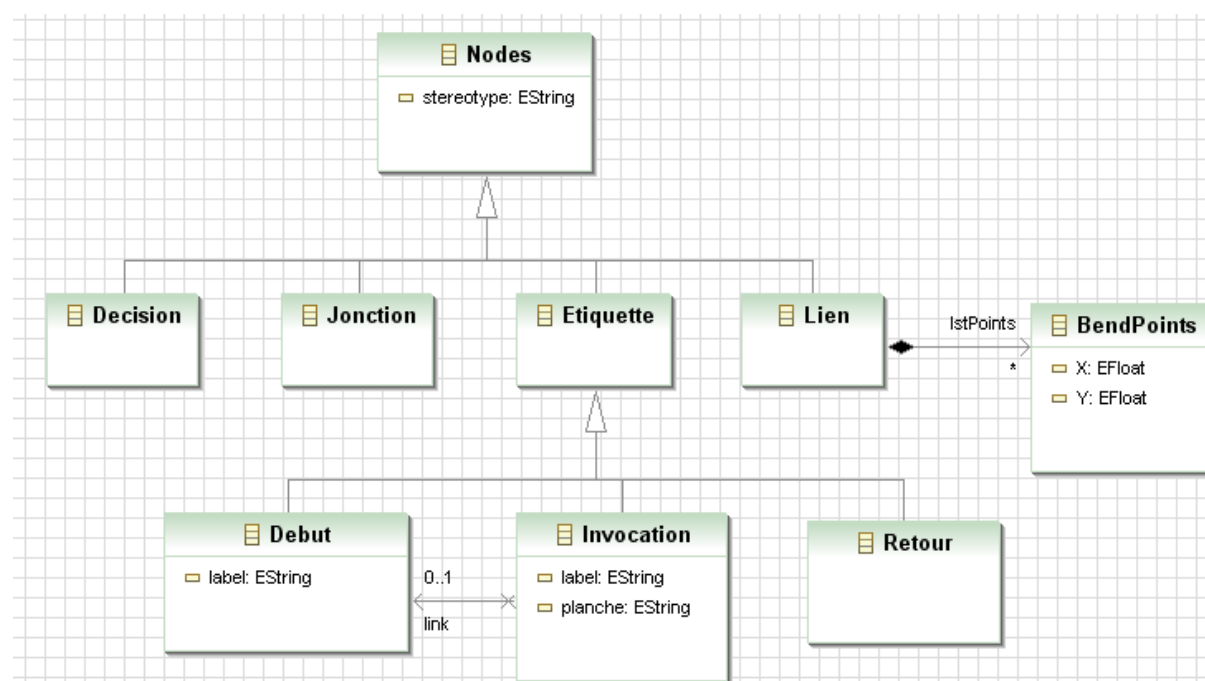 Nodes
stereotype: EString
Decision
Jonction
Etiquette
Lien
lstPoints
*
BendPoints
X: EFloat
Y: EFloat
Debut
label: EString
0..1
link
Invocation
label: EString
planche: EString
Retour